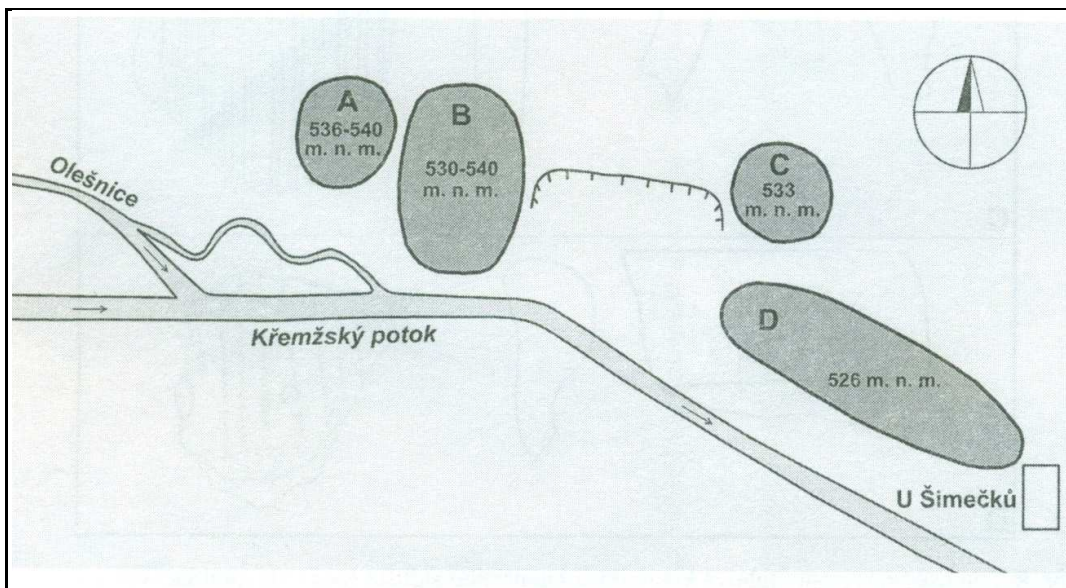 A
536-540
m. n. m.
B
530-540
m. n. m.
C
533
m. n. m.
Olešnice
Křemžský potok
D
526 m. n. m.
U Šimečků